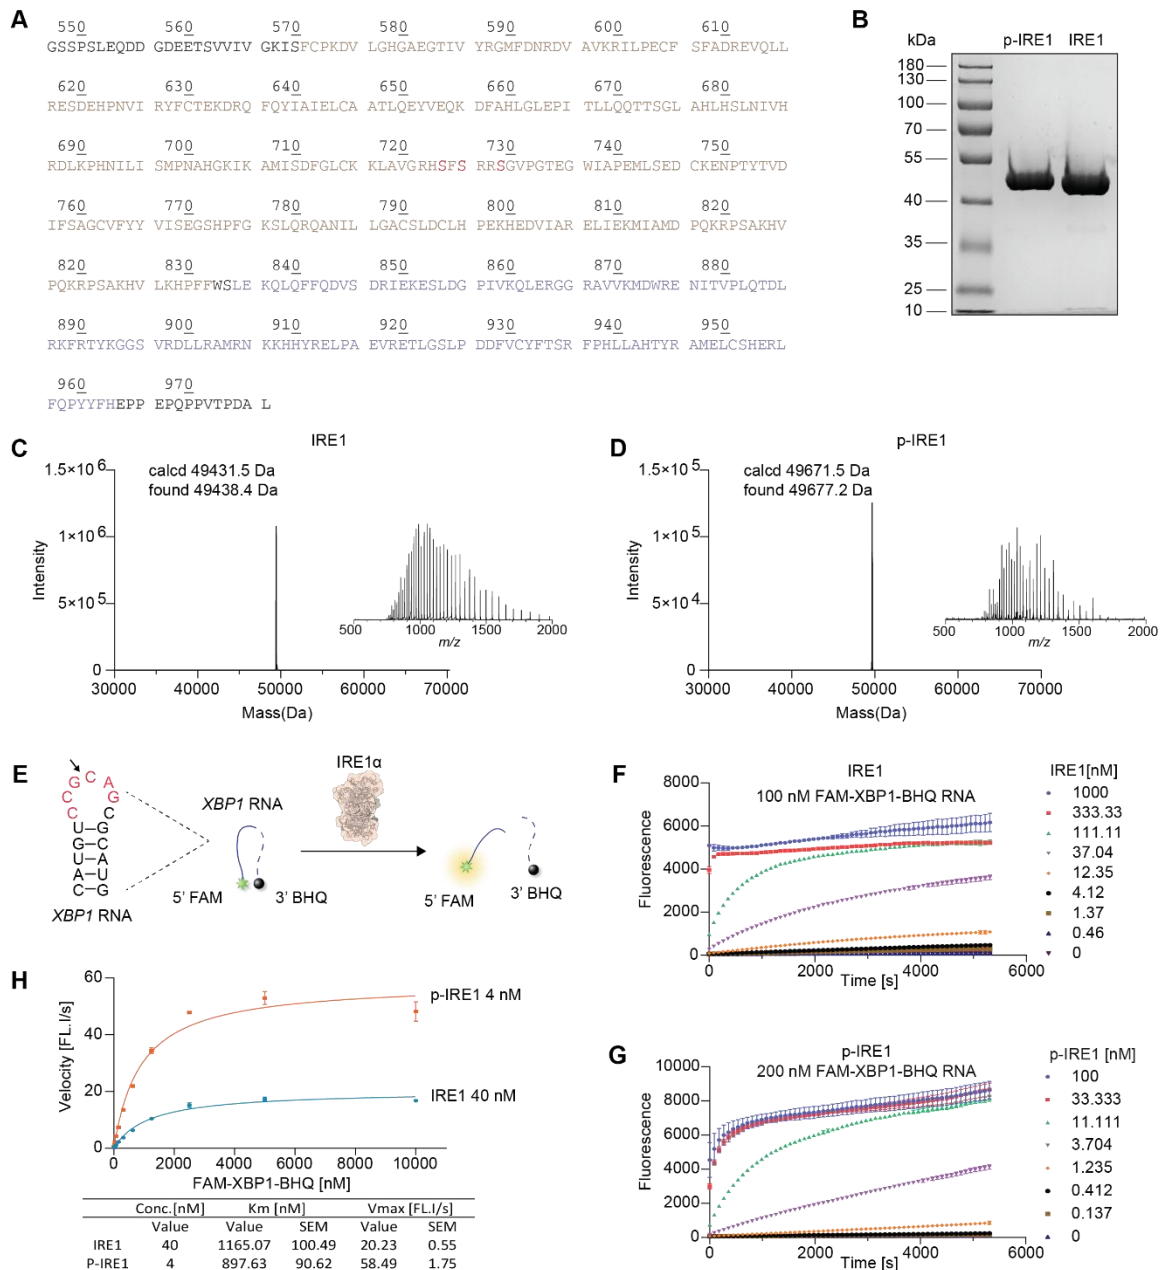 A
550 560 570 580 590 600 610
GSSPSLEQDD GDEETSVVIV GKISFCPKDV LGHGAEGTIV YRGMFDNRDV AVKRILPECF SFADREVQLL
620 630 640 650 660 670 680
RESDEHPNVI RYFCTEKDRQ FQYIAIELCA ATLQEYVEQK DFAHLGLEPI TLLQQTTSGL AHLHSLNIVH
690 700 710 720 730 740 750
RDLKPHNILI SMPNAHGKIK AMISDFGLCK KLAVGRHSFS RRSGVPGTEG WIAPEMLSED CKENPTYTVD
760 770 780 790 800 810 820
IFSAGCVFYY VISEGSHPFG KSLQRQANIL LGACSLDCLH PEKHEDVIAR ELIEKMIAMD PQKRPSAKHV
820 830 840 850 860 870 880
PQKRPSAKHV LKHPFFWSLE KQLQFFQDVS DRIEKESLDG PIVKQLERGG RAVVKMDWRE NITVPLQTDL
890 900 910 920 930 940 950
RKFRTYKGGS VRDLLRAMRN KKHHYRELPA EVRETLGSLP DDFVCYFTSR FPHLLAHTYR AMELCSHERL
960 970
FQPYYFHEPP EPQPPVTPDA L
B
kDa p-IRE1 IRE1
180
130
100
70
55
40
35
25
10
C
IRE1
calcd 49431.5 Da
found 49438.4 Da
1.5×10 6
1×10 6
5×10 5
0
Intensity
30000 40000 50000 60000 70000
Mass(Da)
500 1000 1500 2000
m/z
D
p-IRE1
calcd 49671.5 Da
found 49677.2 Da
1.5×10 5
1×10 5
5×10 4
0
Intensity
30000 40000 50000 60000 70000
Mass(Da)
500 1000 1500 2000
m/z
E
C C G C A G
U C
G G
U C
A A
A U
C G
XBP1 RNA
XBP1 RNA
5' FAM 3' BHQ
IRE1α
5' FAM 3' BHQ
F
IRE1
100 nM FAM-XBP1-BHQ RNA
8000
6000
4000
2000
0
Fluorescence
0 2000 4000 6000
Time [s]
IRE1[nM]
1000
333.33
111.11
37.04
12.35
4.12
1.37
0.46
0
G
p-IRE1
200 nM FAM-XBP1-BHQ RNA
10000
8000
6000
4000
2000
0
Fluorescence
0 2000 4000 6000
Time [s]
p-IRE1 [nM]
100
33.333
11.111
3.704
1.235
0.412
0.137
0
H
60
40
20
0
Velocity [FL.I/s]
p-IRE1 4 nM
IRE1 40 nM
0 2000 4000 6000 8000 10000
FAM-XBP1-BHQ [nM]
Conc.[nM] Km [nM] Vmax [FL.I/s]
Value Value SEM Value SEM
IRE1 40 1165.07 100.49 20.23 0.55
P-IRE1 4 897.63 90.62 58.49 1.75